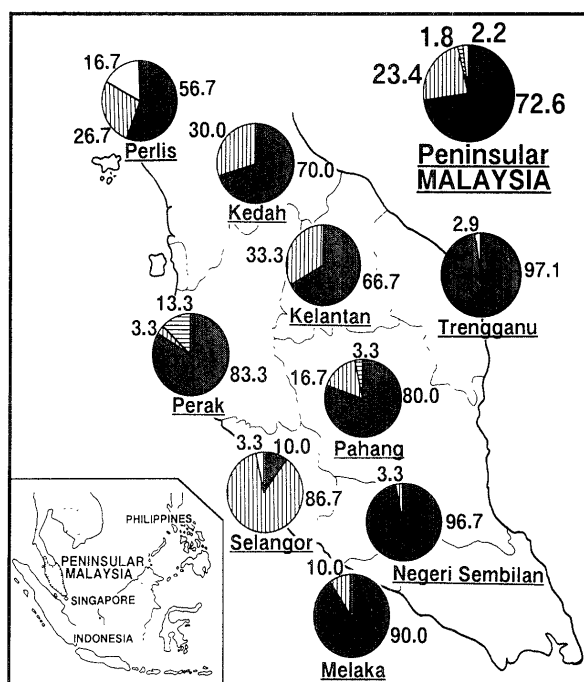 1.8 2.2
23.4
72.6
Peninsular
MALAYSIA
16.7
56.7
26.7
Perlis
30.0
70.0
Kedah
33.3
66.7
Kelantan
2.9
97.1
Trengganu
13.3
3.3
83.3
Perak
3.3
16.7
80.0
Pahang
3.3 10.0
86.7
Selangor
3.3
96.7
Negeri Sembilan
10.0
90.0
Melaka
PHILIPPINES
PENINSULAR
MALAYSIA
SINGAPORE
INDONESIA